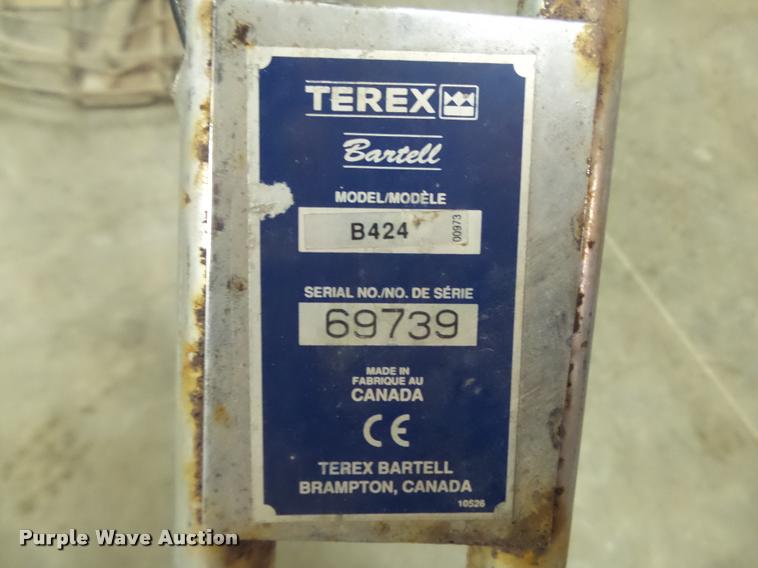 TEREX
Bartell
MODEL/MODÈLE
B424
00973
SERIAL NO./NO. DE SÉRIE
69739
MADE IN
FABRIQUE AU
CANADA
CE
TEREX BARTELL
BRAMPTON, CANADA
10526
Purple Wave Auction